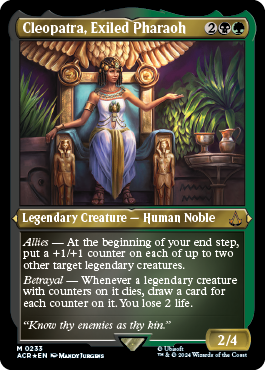 Cleopatra, Exiled Pharaoh 2
Legendary Creature — Human Noble
Allies — At the beginning of your end step,
put a +1/+1 counter on each of up to two
other target legendary creatures.
Betrayal — Whenever a legendary creature
with counters on it dies, draw a card for
each counter on it. You lose 2 life.
"Know thy enemies as thy kin."
2/4
M 0233
ACR ★ EN Mandy Jurgens
© Ubisoft
™ & © 2024 Wizards of the Coast